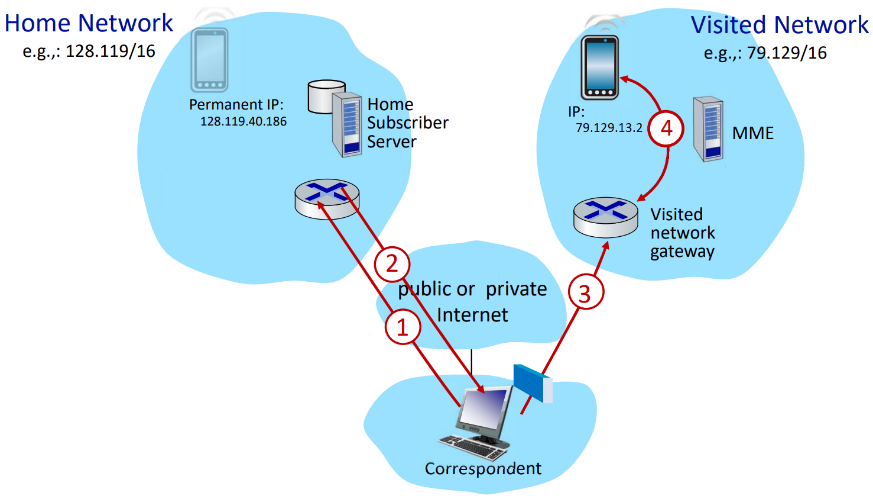 Home Network
e.g.,: 128.119/16
Permanent IP:
128.119.40.186
Home
Subscriber
Server
Visited Network
e.g.,: 79.129/16
IP:
79.129.13.2
4
MME
Visited
network
gateway
2
public or private
Internet
3
1
Correspondent